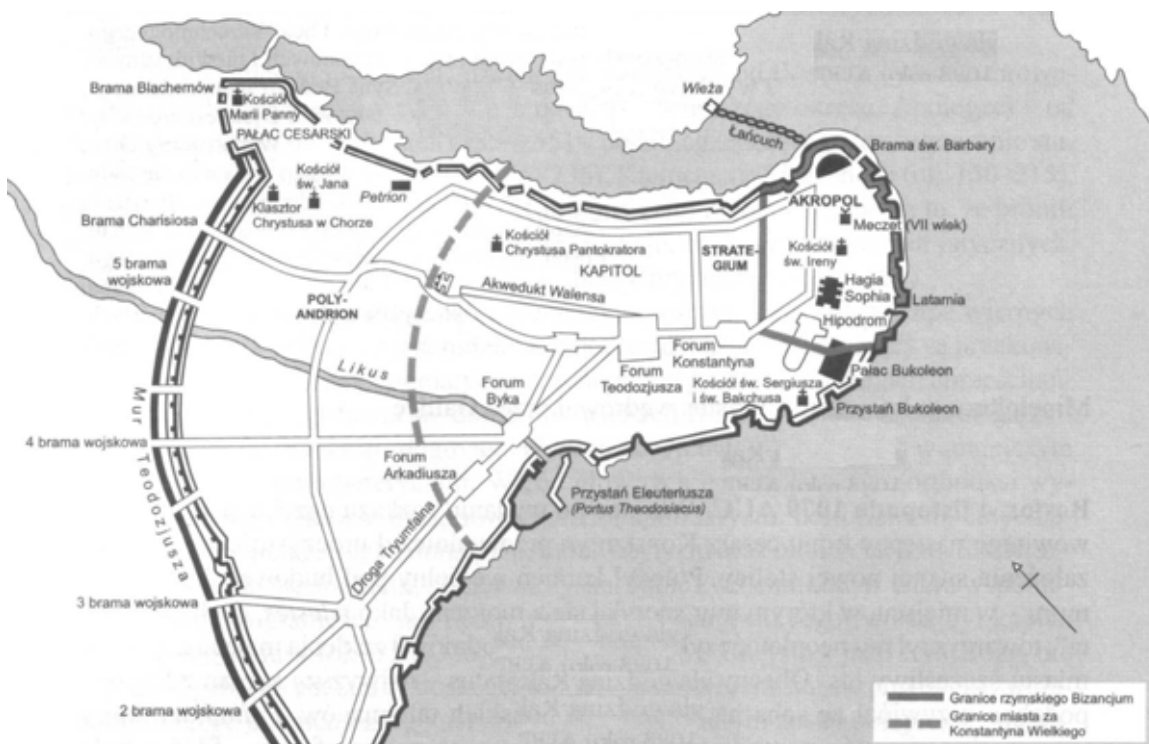 Brama Blachernów
Kościół
Marii Panny
PAŁAC CESARSKI
Kościół
św. Jana
Petrion
Klasztor
Chrystusa w Chorze
Brama Charisiosa
5 brama
wojskowa
POLY-
ANDRION
Likus
Kościół
Chrystusa Pantokratora
KAPITOL
Akwedukt Walensa
Wieża
Łańcuch
Brama św. Barbary
AKROPOL
Meczet (VII wiek)
STRATE-
GIUM
Kościół
św. Ireny
Hagia
Sophia
Latarnia
Hipodrom
Forum
Konstantyna
Forum
Teodozjusza
Pałac Bukoleon
Kościół św. Sergiusza
i św. Bakchusa
Przystań Bukoleon
Forum
Byka
4 brama wojskowa
Mur Teodozjusza
Forum
Arkadiusza
Przystań Eleuteriusza
(Portus Theodosiacus)
Droga Tryumfalna
3 brama wojskowa
2 brama wojskowa
Granice rzymskiego Bizancjum
Granice miasta za
Konstantyna Wielkiego